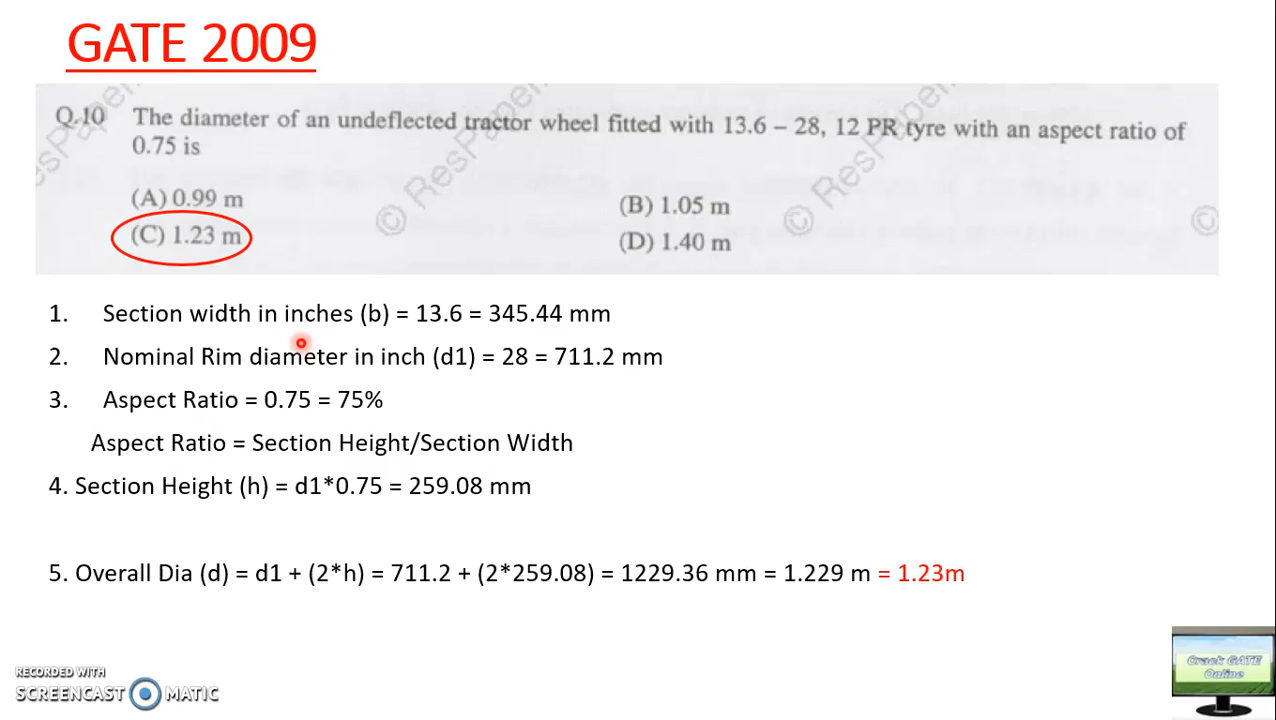 GATE 2009
Q.10 The diameter of an undeflected tractor wheel fitted with 13.6 – 28, 12 PR tyre with an aspect ratio of
0.75 is
(A) 0.99 m (B) 1.05 m
(C) 1.23 m (D) 1.40 m
© ResPaper
© ResPaper
©
1. Section width in inches (b) = 13.6 = 345.44 mm
2. Nominal Rim diameter in inch (d1) = 28 = 711.2 mm
3. Aspect Ratio = 0.75 = 75%
Aspect Ratio = Section Height/Section Width
4. Section Height (h) = d1*0.75 = 259.08 mm
5. Overall Dia (d) = d1 + (2*h) = 711.2 + (2*259.08) = 1229.36 mm = 1.229 m = 1.23m
Crack GATE
Online
RECORDED WITH
SCREENCAST MATIC